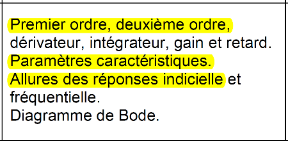 Premier ordre, deuxième ordre,
dérivateur, intégrateur, gain et retard.
Paramètres caractéristiques.
Allures des réponses indicielle et
fréquentielle.
Diagramme de Bode.